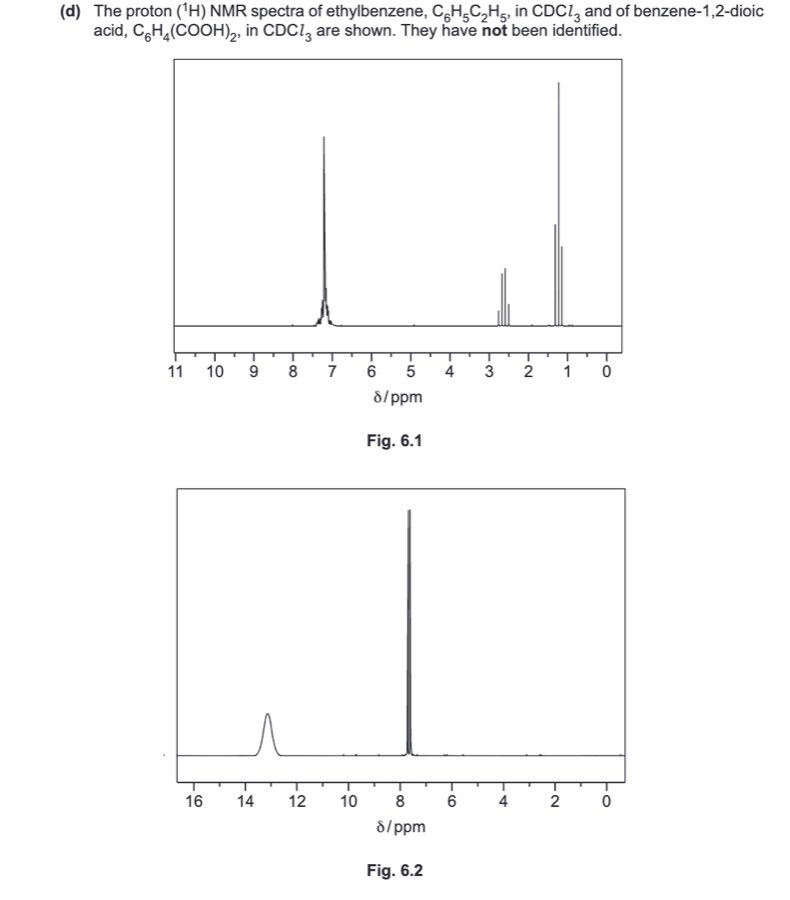 (d) The proton (¹H) NMR spectra of ethylbenzene, C₆H₅C₂H₅, in CDCl₃ and of benzene-1,2-dioic
acid, C₆H₄(COOH)₂, in CDCl₃ are shown. They have not been identified.
11 10 9 8 7 6 5 4 3 2 1 0
δ/ppm
Fig. 6.1
16 14 12 10 8 6 4 2 0
δ/ppm
Fig. 6.2